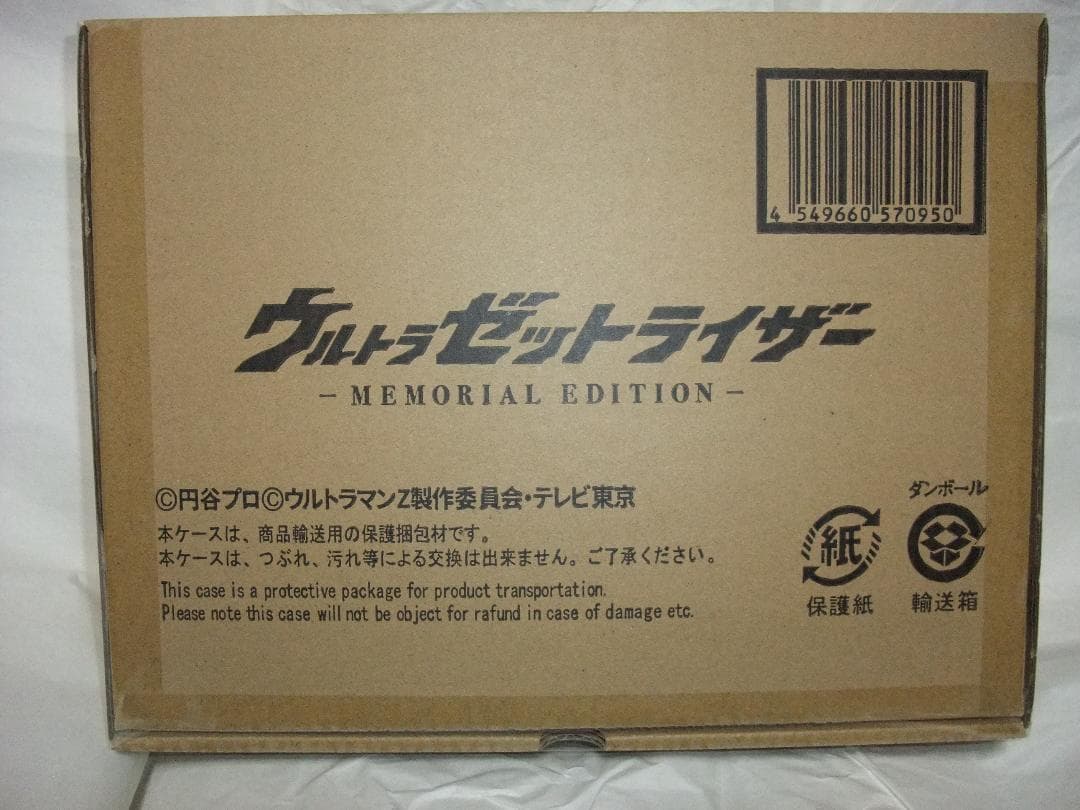 4 549660 570950
ウルトラゼットライザー
- MEMORIAL EDITION -
©円谷プロ©ウルトラマンZ製作委員会・テレビ東京
本ケースは、商品輸送用の保護梱包材です。
本ケースは、つぶれ、汚れ等による交換は出来ません。ご了承ください。
This case is a protective package for product transportation.
Please note this case will not be object for rafund in case of damage etc.
紙
保護紙
ダンボール
輸送箱